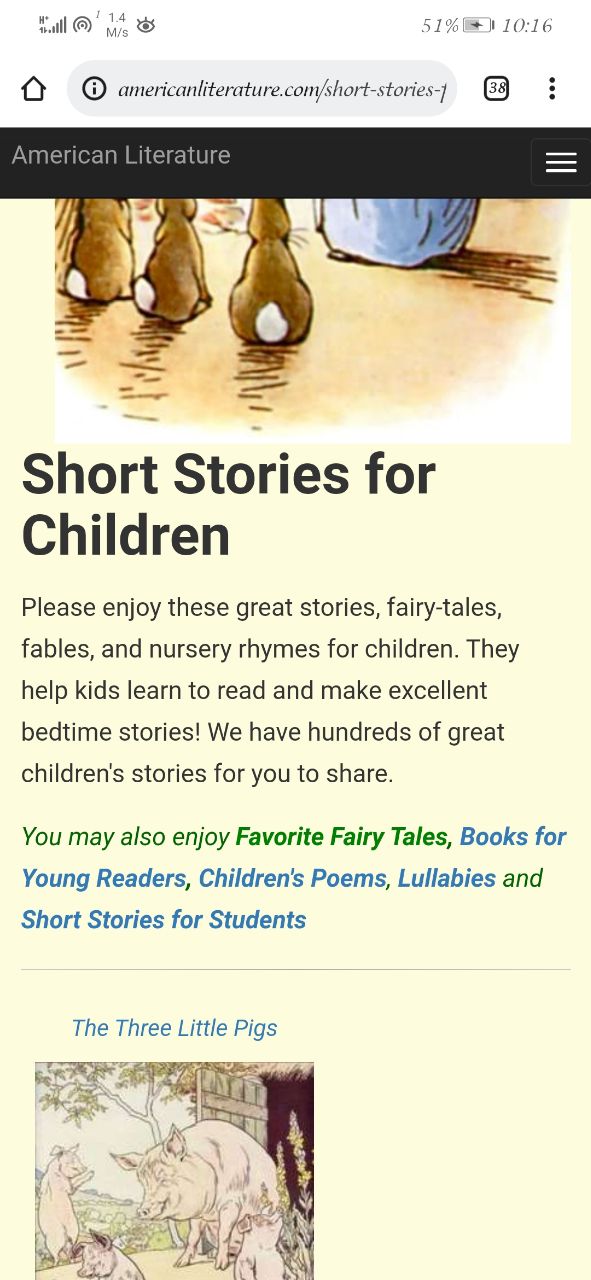 H+ 1 1.4 M/s 51% 10:16
americanliterature.com/short-stories-f 38
American Literature
Short Stories for
Children
Please enjoy these great stories, fairy-tales,
fables, and nursery rhymes for children. They
help kids learn to read and make excellent
bedtime stories! We have hundreds of great
children's stories for you to share.
You may also enjoy Favorite Fairy Tales, Books for
Young Readers, Children's Poems, Lullabies and
Short Stories for Students
The Three Little Pigs